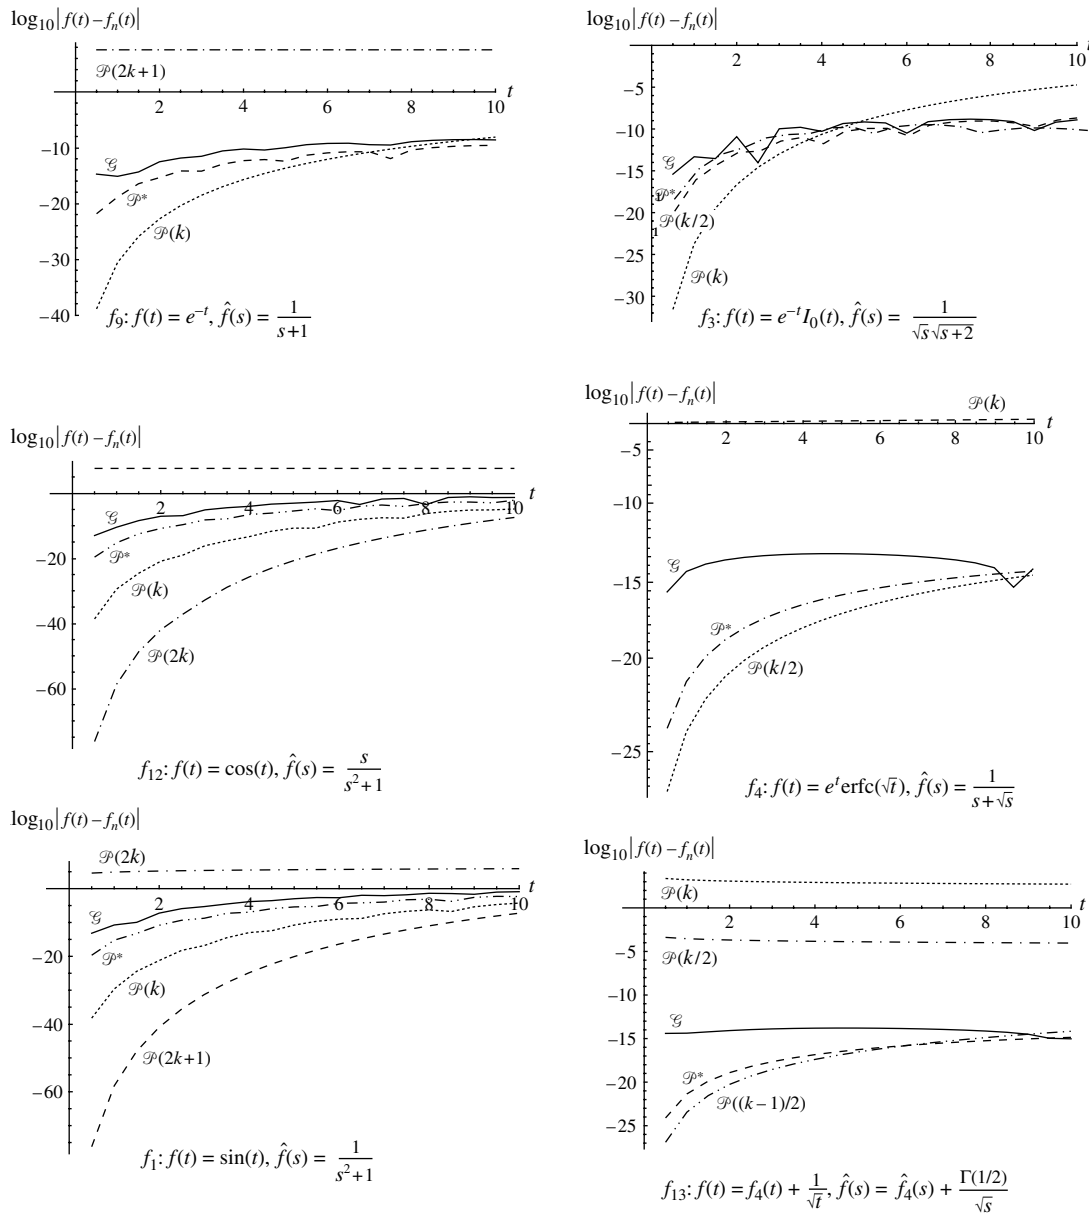 log₁₀|f(t) − fₙ(t)|
𝒫(2k+1)
t
2 4 6 8 10
−10
𝒢
𝒫*
−20
𝒫(k)
−30
−40
f₉: f(t) = e⁻ᵗ, f̂(s) = 1/(s+1)
log₁₀|f(t) − fₙ(t)|
t
2 4 6 8 10
−5
−10
𝒢
−15
𝒫*
−20
𝒫(k/2)
−25
𝒫(k)
−30
f₃: f(t) = e⁻ᵗ I₀(t), f̂(s) = 1/(√s √(s+2))
log₁₀|f(t) − fₙ(t)|
t
2 4 6 8 10
𝒢
𝒫*
−20
𝒫(k)
−40
𝒫(2k)
−60
f₁₂: f(t) = cos(t), f̂(s) = s/(s²+1)
log₁₀|f(t) − fₙ(t)|
𝒫(k)
t
2 4 6 8 10
−5
−10
𝒢
−15
𝒫*
−20
𝒫(k/2)
−25
f₄: f(t) = eᵗ erfc(√t), f̂(s) = 1/(s+√s)
log₁₀|f(t) − fₙ(t)|
𝒫(2k)
t
2 4 6 8 10
𝒢
𝒫*
−20
𝒫(k)
−40
𝒫(2k+1)
−60
f₁: f(t) = sin(t), f̂(s) = 1/(s²+1)
log₁₀|f(t) − fₙ(t)|
𝒫(k)
t
2 4 6 8 10
−5
𝒫(k/2)
−10
𝒢
−15
𝒫*
−20
𝒫((k−1)/2)
−25
f₁₃: f(t) = f₄(t) + 1/√t, f̂(s) = f̂₄(s) + Γ(1/2)/√s